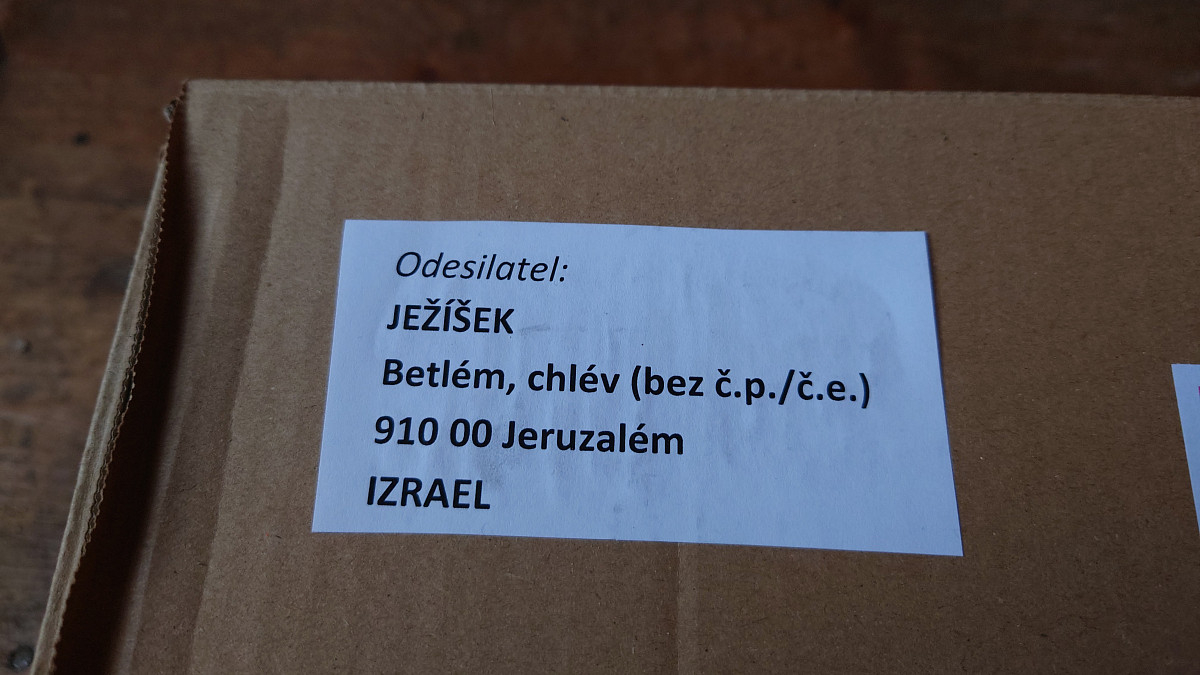 Odesilatel:
JEŽÍŠEK
Betlém, chlév (bez č.p./č.e.)
910 00 Jeruzalém
IZRAEL